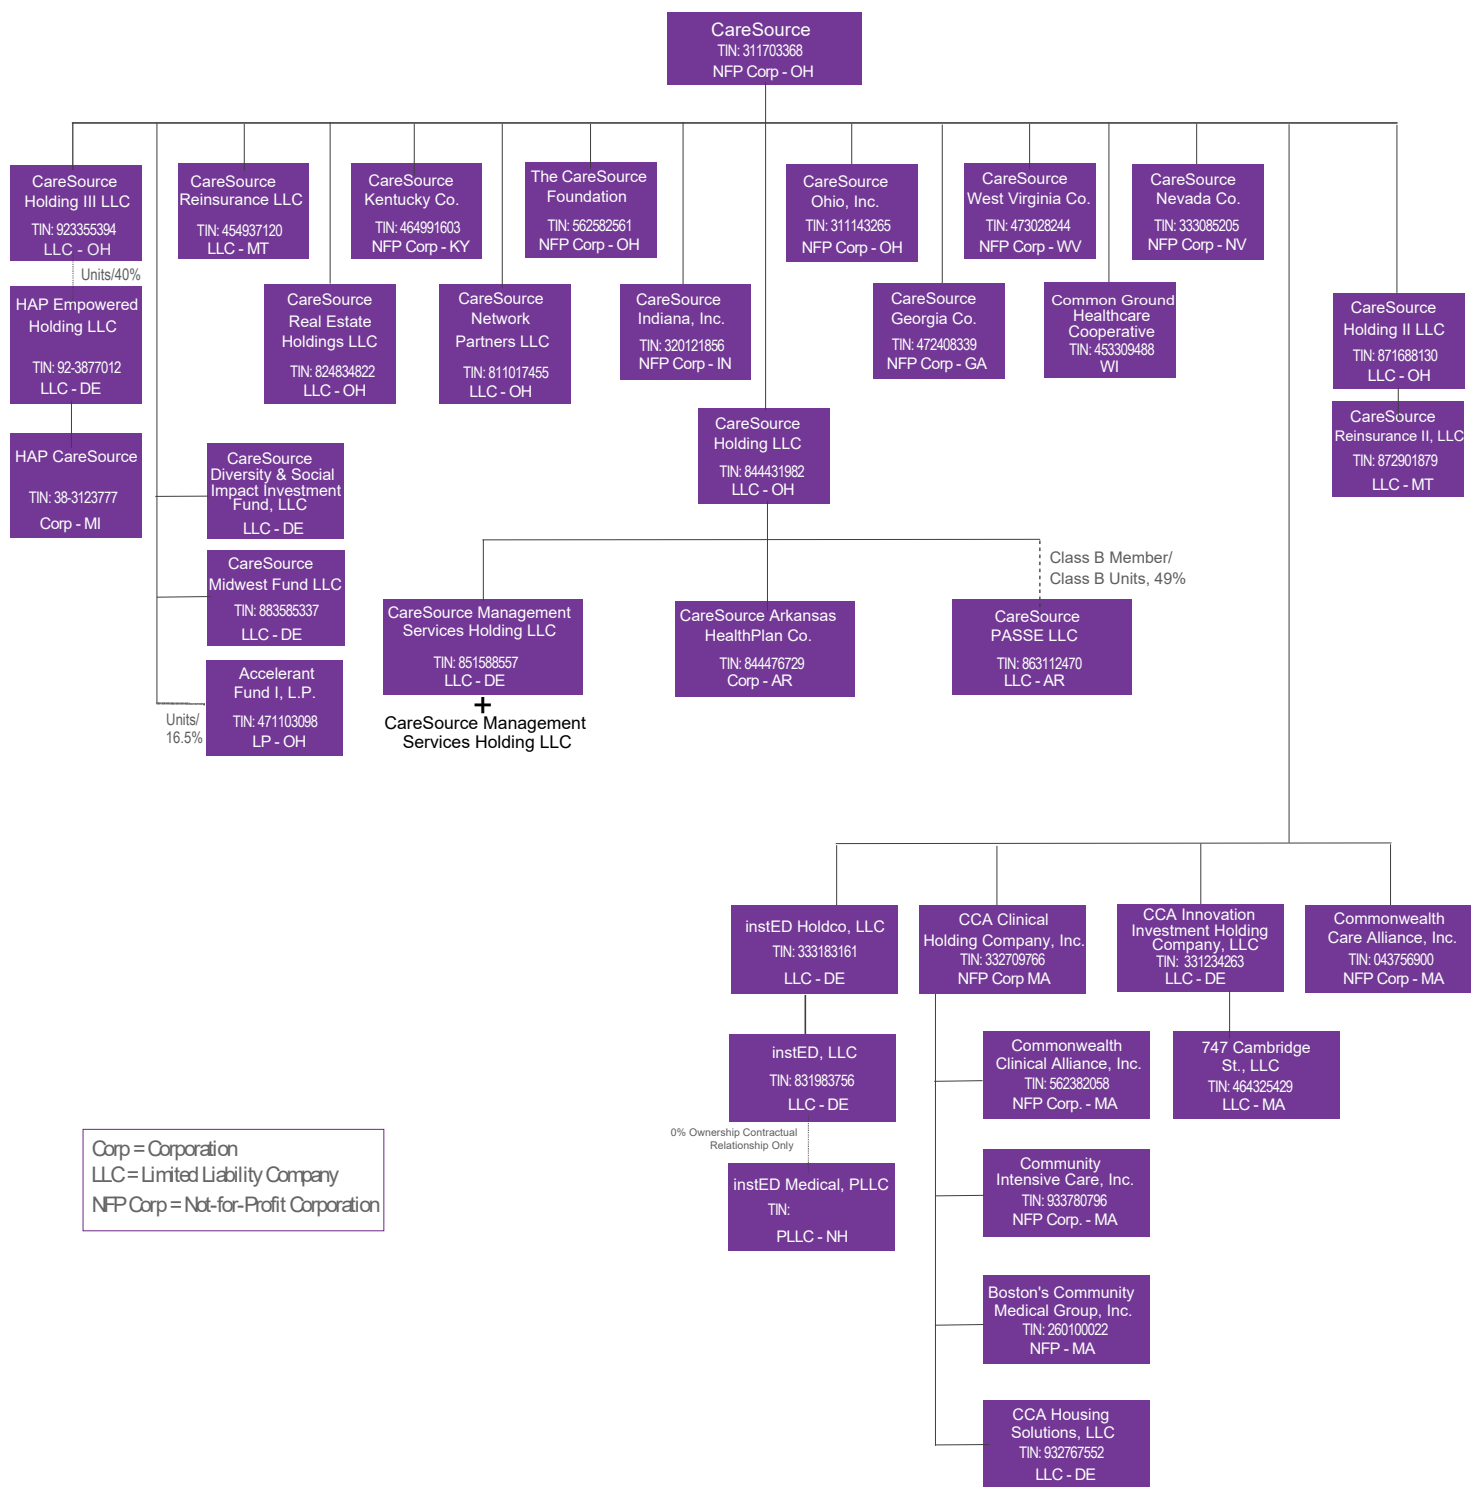 CareSource
TIN: 311703368
NFP Corp - OH
CareSource
Holding III LLC
TIN: 923355394
LLC - OH
Units/40%
HAP Empowered
Holding LLC
TIN: 92-3877012
LLC - DE
HAP CareSource
TIN: 38-3123777
Corp - MI
CareSource
Reinsurance LLC
TIN: 454937120
LLC - MT
CareSource
Kentucky Co.
TIN: 464991603
NFP Corp - KY
The CareSource
Foundation
TIN: 562582561
NFP Corp - OH
CareSource
Ohio, Inc.
TIN: 311143265
NFP Corp - OH
CareSource
West Virginia Co.
TIN: 473028244
NFP Corp - WV
CareSource
Nevada Co.
TIN: 333085205
NFP Corp - NV
CareSource
Real Estate
Holdings LLC
TIN: 824834822
LLC - OH
CareSource
Network
Partners LLC
TIN: 811017455
LLC - OH
CareSource
Indiana, Inc.
TIN: 320121856
NFP Corp - IN
CareSource
Georgia Co.
TIN: 472408339
NFP Corp - GA
Common Ground
Healthcare
Cooperative
TIN: 453309488
WI
CareSource
Holding II LLC
TIN: 871688130
LLC - OH
CareSource
Reinsurance II, LLC
TIN: 872901879
LLC - MT
CareSource
Diversity & Social
Impact Investment
Fund, LLC
LLC - DE
CareSource
Midwest Fund LLC
TIN: 883585337
LLC - DE
Units/
16.5%
Accelerant
Fund I, L.P.
TIN: 471103098
LP - OH
CareSource
Holding LLC
TIN: 844431982
LLC - OH
CareSource Management
Services Holding LLC
TIN: 851588557
LLC - DE
+
CareSource Management
Services Holding LLC
CareSource Arkansas
HealthPlan Co.
TIN: 844476729
Corp - AR
Class B Member/
Class B Units, 49%
CareSource
PASSE LLC
TIN: 863112470
LLC - AR
instED Holdco, LLC
TIN: 333183161
LLC - DE
instED, LLC
TIN: 831983756
LLC - DE
0% Ownership Contractual
Relationship Only
instED Medical, PLLC
TIN:
PLLC - NH
CCA Clinical
Holding Company, Inc.
TIN: 332709766
NFP Corp MA
Commonwealth
Clinical Alliance, Inc.
TIN: 562382058
NFP Corp. - MA
Community
Intensive Care, Inc.
TIN: 933780796
NFP Corp. - MA
Boston's Community
Medical Group, Inc.
TIN: 260100022
NFP - MA
CCA Housing
Solutions, LLC
TIN: 932767552
LLC - DE
CCA Innovation
Investment Holding
Company, LLC
TIN: 331234263
LLC - DE
747 Cambridge
St., LLC
TIN: 464325429
LLC - MA
Commonwealth
Care Alliance, Inc.
TIN: 043756900
NFP Corp - MA
Corp = Corporation
LLC = Limited Liability Company
NFP Corp = Not-for-Profit Corporation